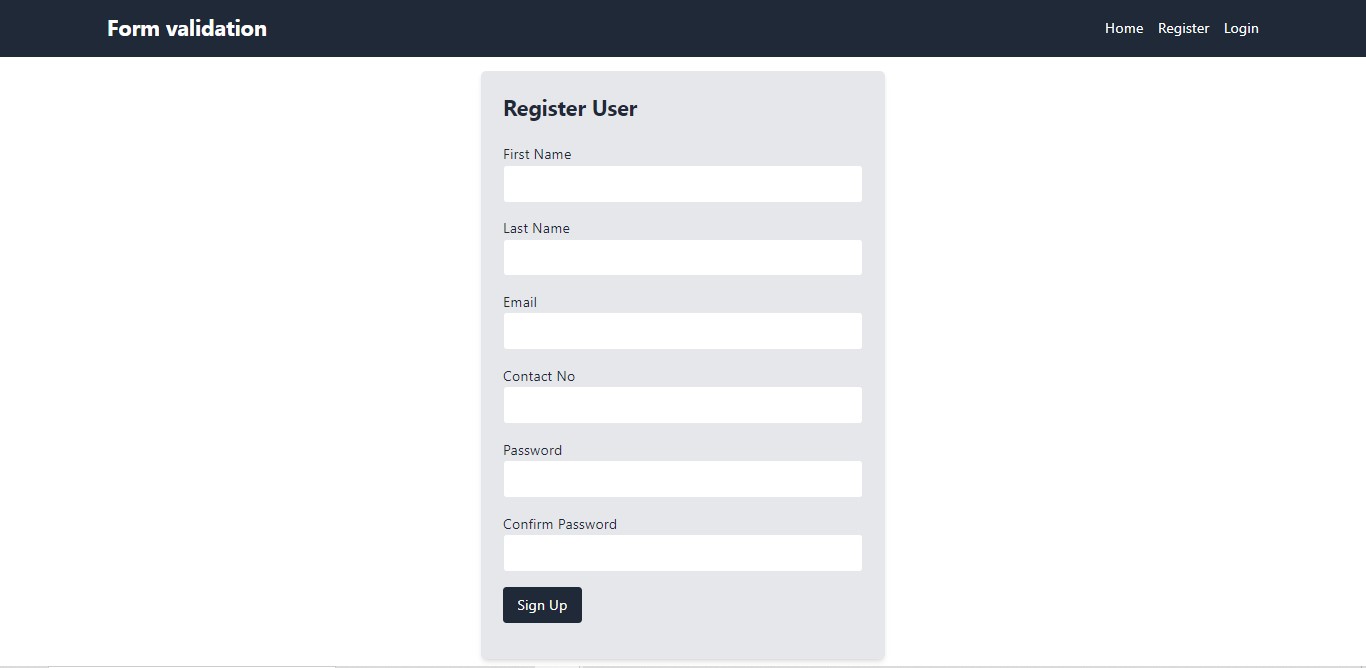 Form validation
Home Register Login
Register User
First Name
Last Name
Email
Contact No
Password
Confirm Password
Sign Up